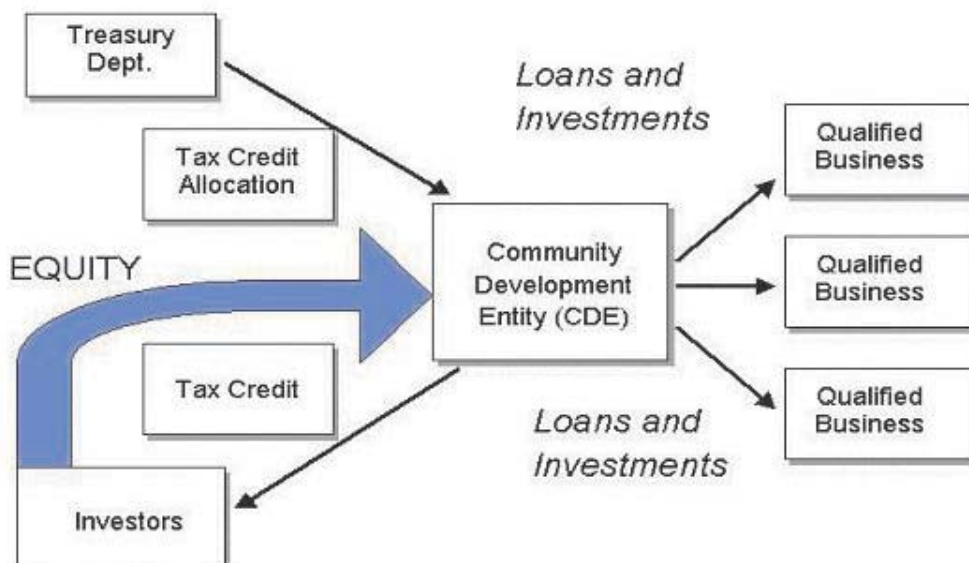 Treasury
Dept.
Loans and
Investments
Tax Credit
Allocation
Qualified
Business
EQUITY
Community
Development
Entity (CDE)
Qualified
Business
Tax Credit
Qualified
Business
Loans and
Investments
Investors